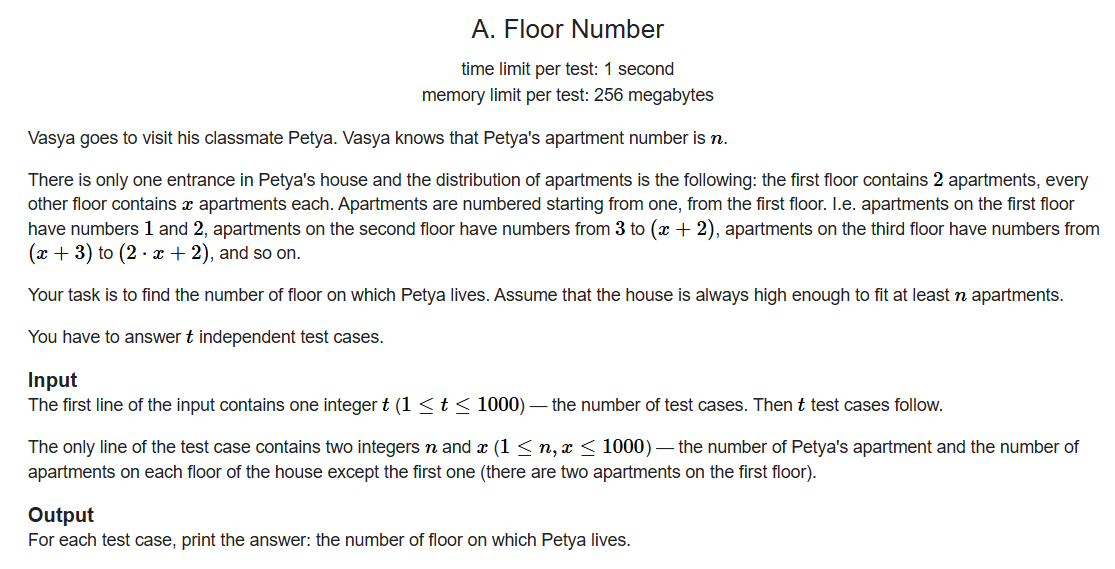 A. Floor Number
time limit per test: 1 second
memory limit per test: 256 megabytes
Vasya goes to visit his classmate Petya. Vasya knows that Petya's apartment number is n.
There is only one entrance in Petya's house and the distribution of apartments is the following: the first floor contains 2 apartments, every
other floor contains x apartments each. Apartments are numbered starting from one, from the first floor. I.e. apartments on the first floor
have numbers 1 and 2, apartments on the second floor have numbers from 3 to (x + 2), apartments on the third floor have numbers from
(x + 3) to (2 · x + 2), and so on.
Your task is to find the number of floor on which Petya lives. Assume that the house is always high enough to fit at least n apartments.
You have to answer t independent test cases.
Input
The first line of the input contains one integer t (1 ≤ t ≤ 1000) — the number of test cases. Then t test cases follow.
The only line of the test case contains two integers n and x (1 ≤ n, x ≤ 1000) — the number of Petya's apartment and the number of
apartments on each floor of the house except the first one (there are two apartments on the first floor).
Output
For each test case, print the answer: the number of floor on which Petya lives.